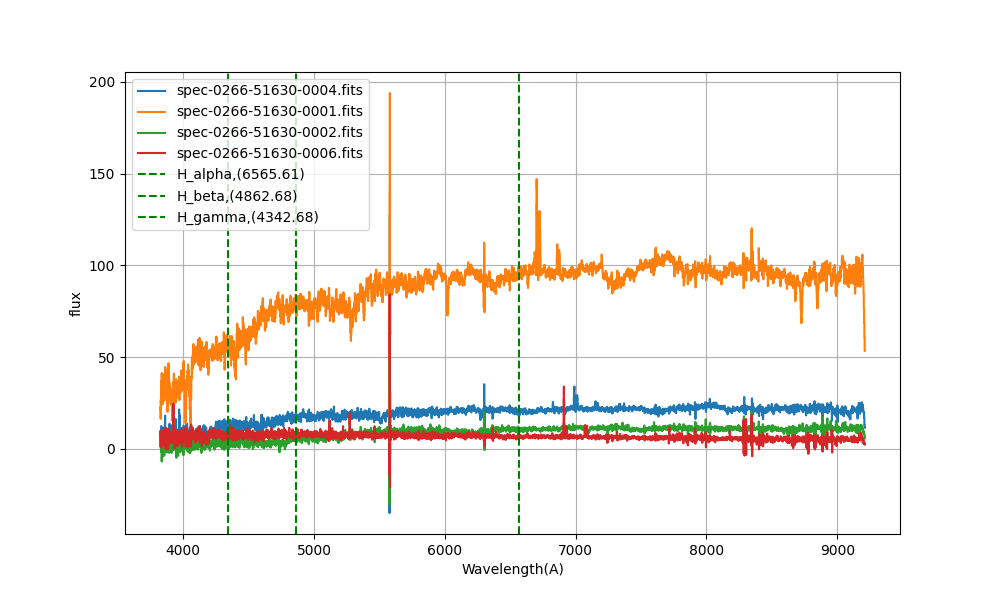 200
150
100
50
0
flux
spec-0266-51630-0004.fits
spec-0266-51630-0001.fits
spec-0266-51630-0002.fits
spec-0266-51630-0006.fits
H_alpha,(6565.61)
H_beta,(4862.68)
H_gamma,(4342.68)
4000 5000 6000 7000 8000 9000
Wavelength(A)